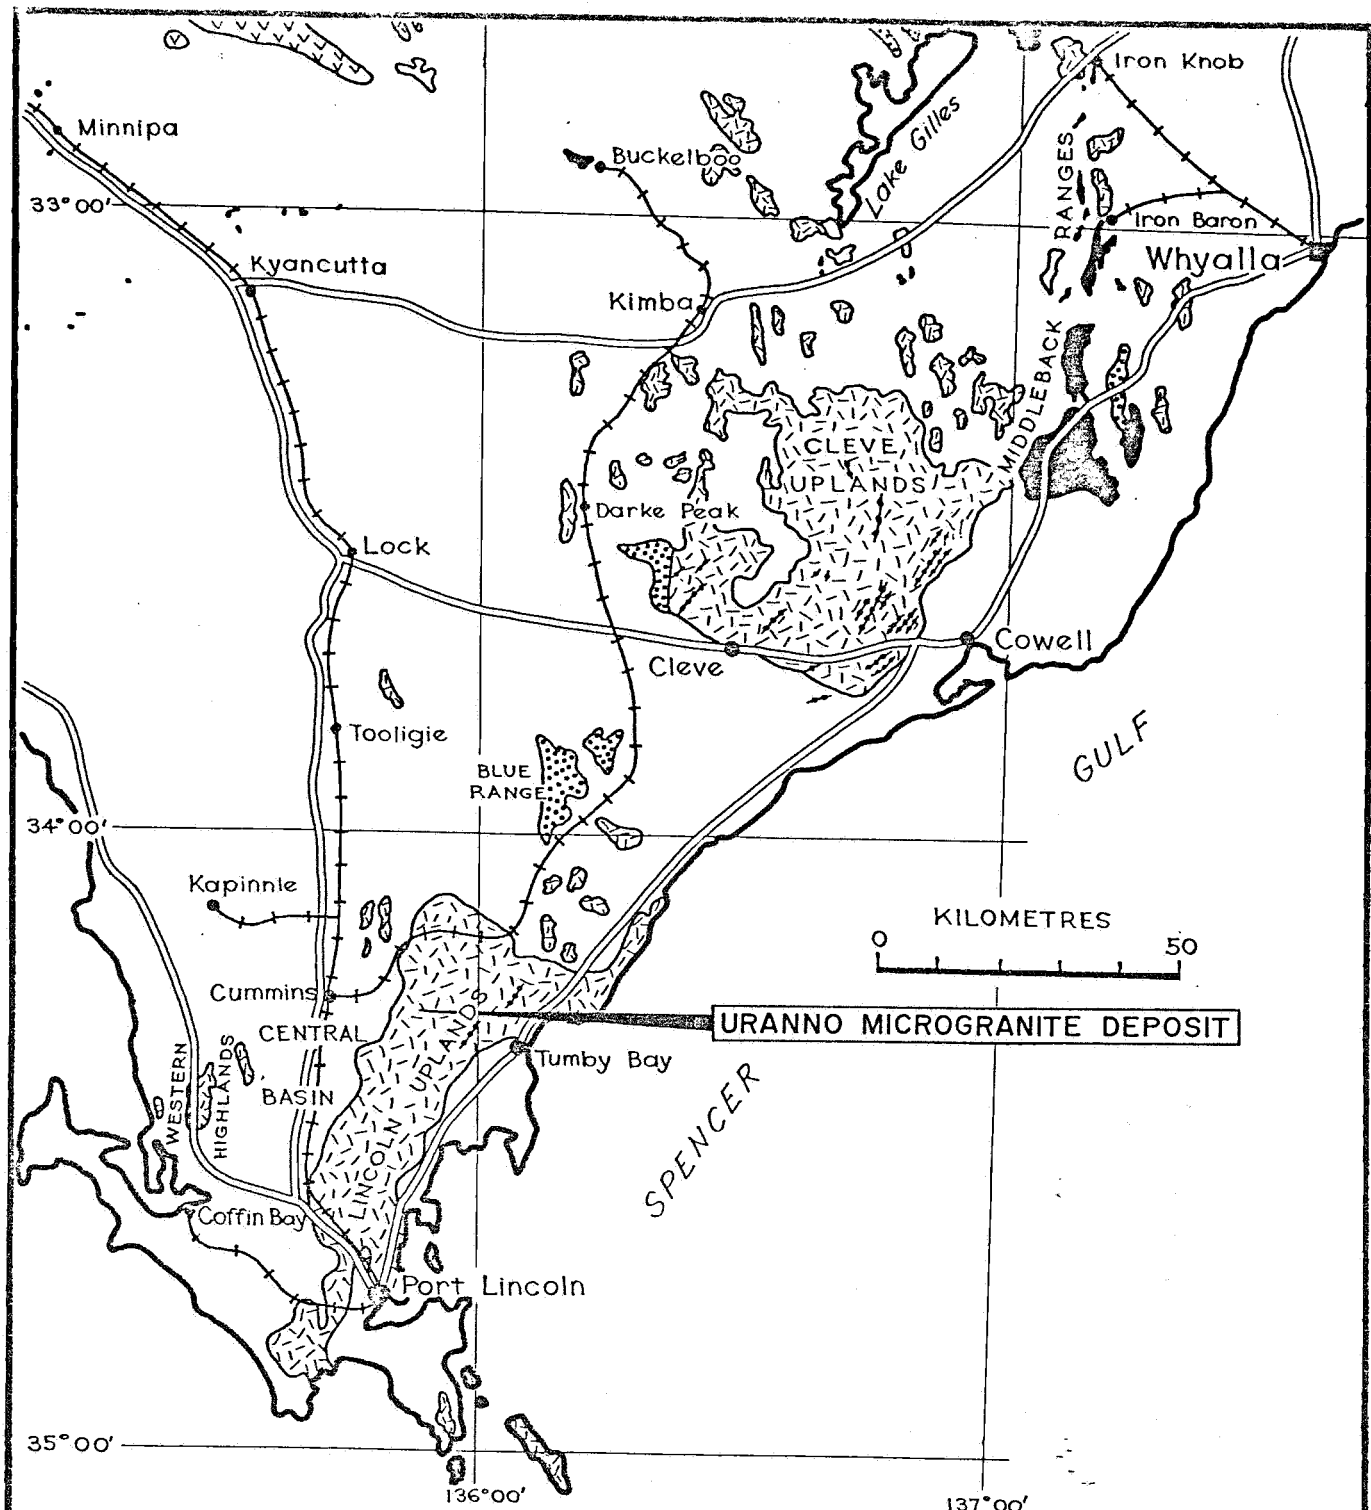 Iron Knob
Minnipa
Buckelboo
Lake Gilles
RANGES
33°00'
Iron Baron
Whyalla
Kyancutta
Kimba
MIDDLEBACK
CLEVE
UPLANDS
Darke Peak
Lock
Cowell
Cleve
Tooligie
GULF
BLUE
RANGE
34°00'
Kapinnie
KILOMETRES
0 50
Cummins
CENTRAL
BASIN
URANNO MICROGRANITE DEPOSIT
UPLANDS
LINCOLN
Tumby Bay
WESTERN
HIGHLANDS
SPENCER
Coffin Bay
Port Lincoln
35°00'
136°00'
137°00'